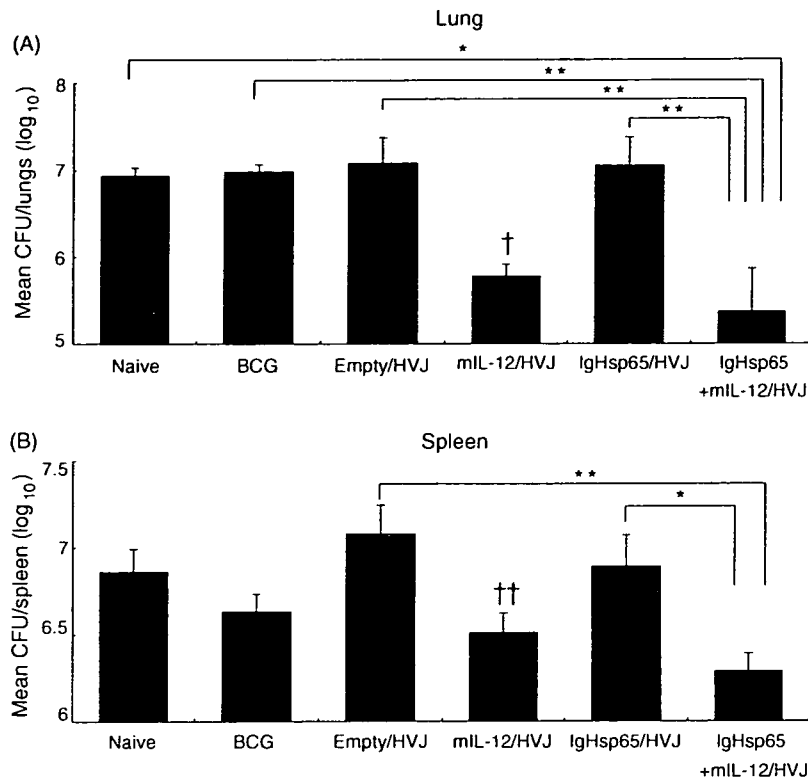 Lung
(A)
*
**
**
**
8
7
6
5
Mean CFU/lungs (log10)
†
Naive BCG Empty/HVJ mIL-12/HVJ IgHsp65/HVJ IgHsp65
+mIL-12/HVJ
(B)
Spleen
7.5
7
6.5
6
Mean CFU/spleen (log10)
**
*
††
Naive BCG Empty/HVJ mIL-12/HVJ IgHsp65/HVJ IgHsp65
+mIL-12/HVJ